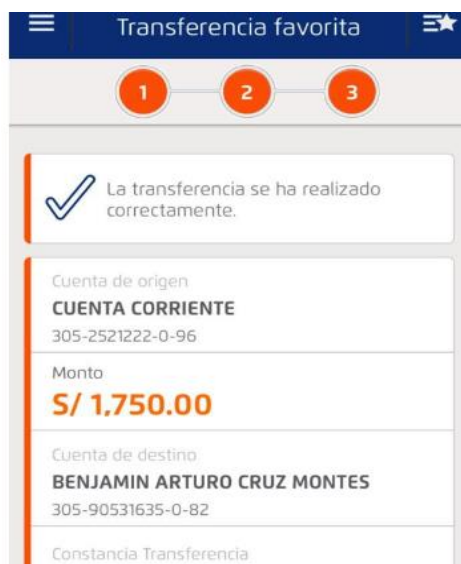 Transferencia favorita
1 2 3
La transferencia se ha realizado
correctamente.
Cuenta de origen
CUENTA CORRIENTE
305-2521222-0-96
Monto
S/ 1,750.00
Cuenta de destino
BENJAMIN ARTURO CRUZ MONTES
305-90531635-0-82
Constancia Transferencia